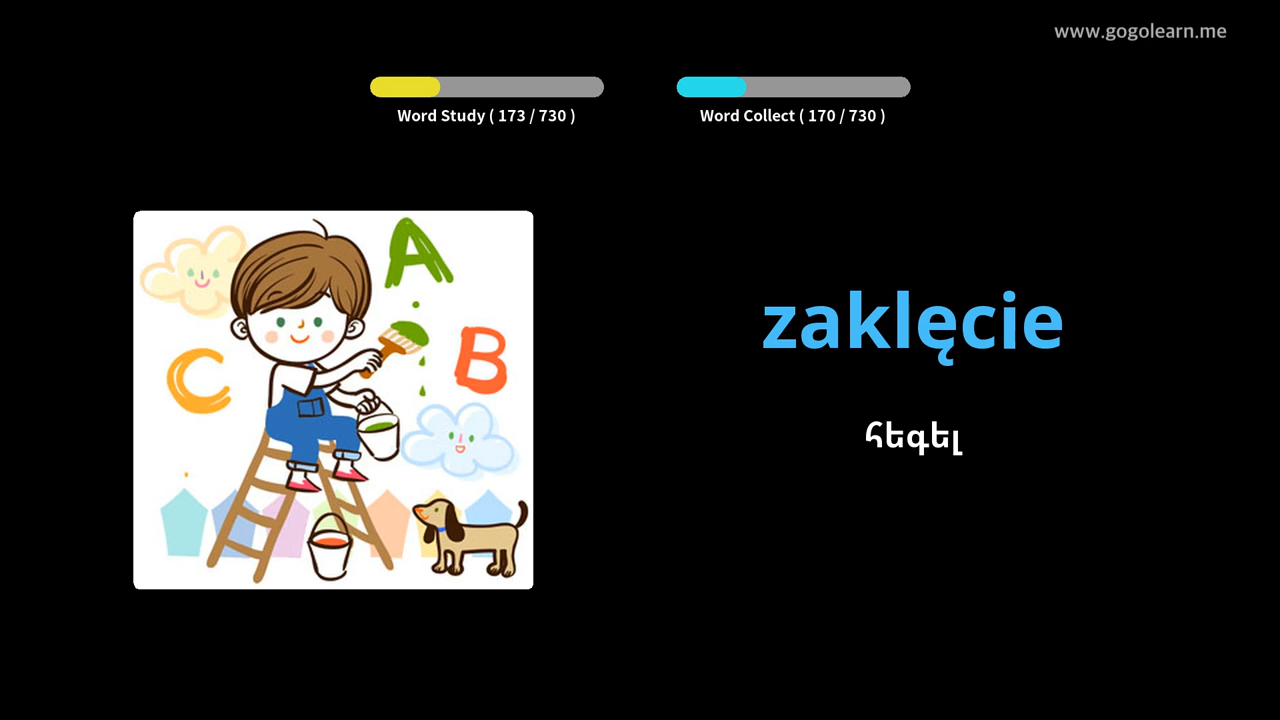 www.gogolearn.me
Word Study ( 173 / 730 )
Word Collect ( 170 / 730 )
A
B
C
zaklęcie
հեգել